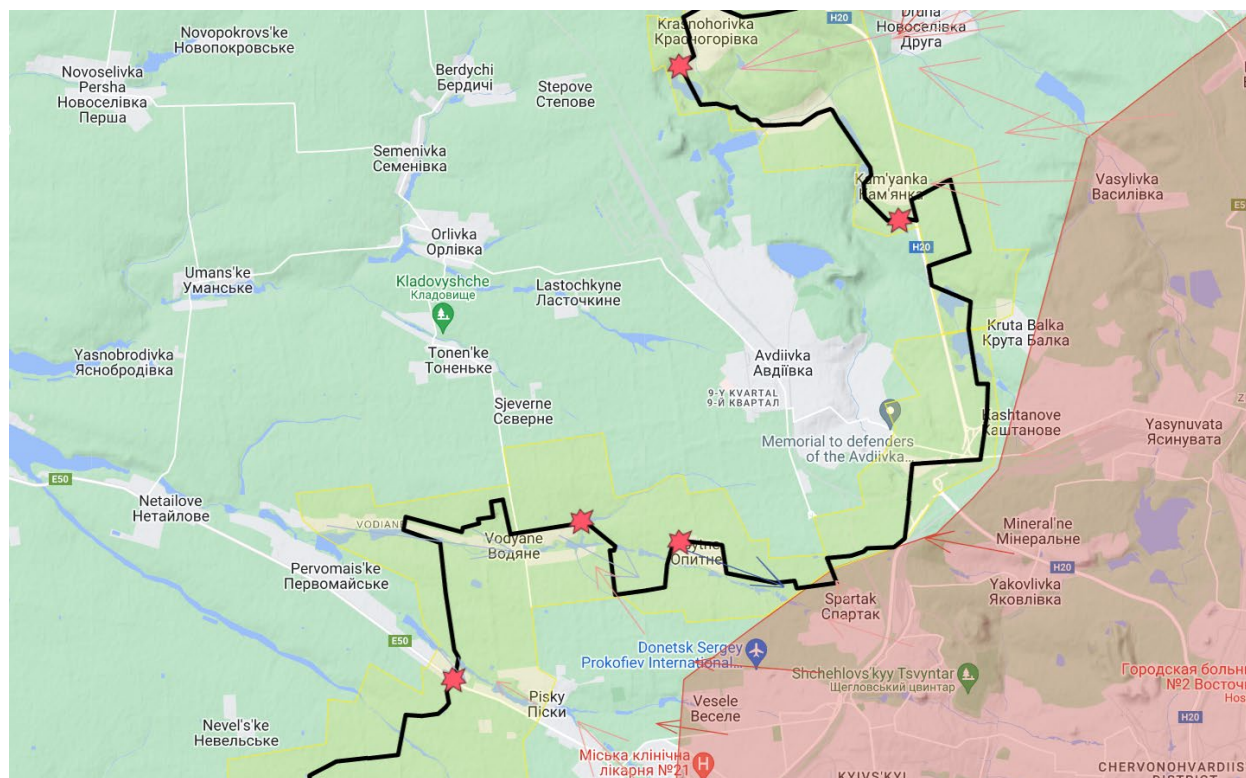 Novopokrovs'ke
Новопокровське
Krasnohorivka
Красногорівка
H20
Druha
Новоселівка
Друга
Novoselivka
Persha
Новоселівка
Перша
Berdychi
Бердичі
Stepove
Степове
Semenivka
Семенівка
Kam'yanka
Кам'янка
Vasylivka
Василівка
E5
H20
Orlivka
Орлівка
Umans'ke
Уманське
Kladovyshche
Кладовище
Lastochkyne
Ласточкине
Kruta Balka
Крута Балка
Yasnobrodivka
Яснобродівка
Tonen'ke
Тоненьке
Avdiivka
Авдіївка
9-Y KVARTAL
9-Й КВАРТАЛ
Sjeverne
Сєверне
Kashtanove
Каштанове
Yasynuvata
Ясинувата
Memorial to defenders
of the Avdiivka...
E50
Netailove
Нетайлове
VODIANE
Vodyane
Водяне
Опитне
Mineral'ne
Мінеральне
H20
Pervomais'ke
Первомайське
Yakovlivka
Яковлівка
Spartak
Спартак
E50
Donetsk Sergey
Prokofiev International...
Shchehlovs'kyy Tsvyntar
Щегловський цвинтар
Городская больн
№2 Восточ
Hos
Pisky
Піски
Vesele
Веселе
Nevel's'ke
Невельське
H20
Міська клінічна
лікарня №21
H
KYIVS'KYI
CHERVONOHVARDIIS
DISTRICT